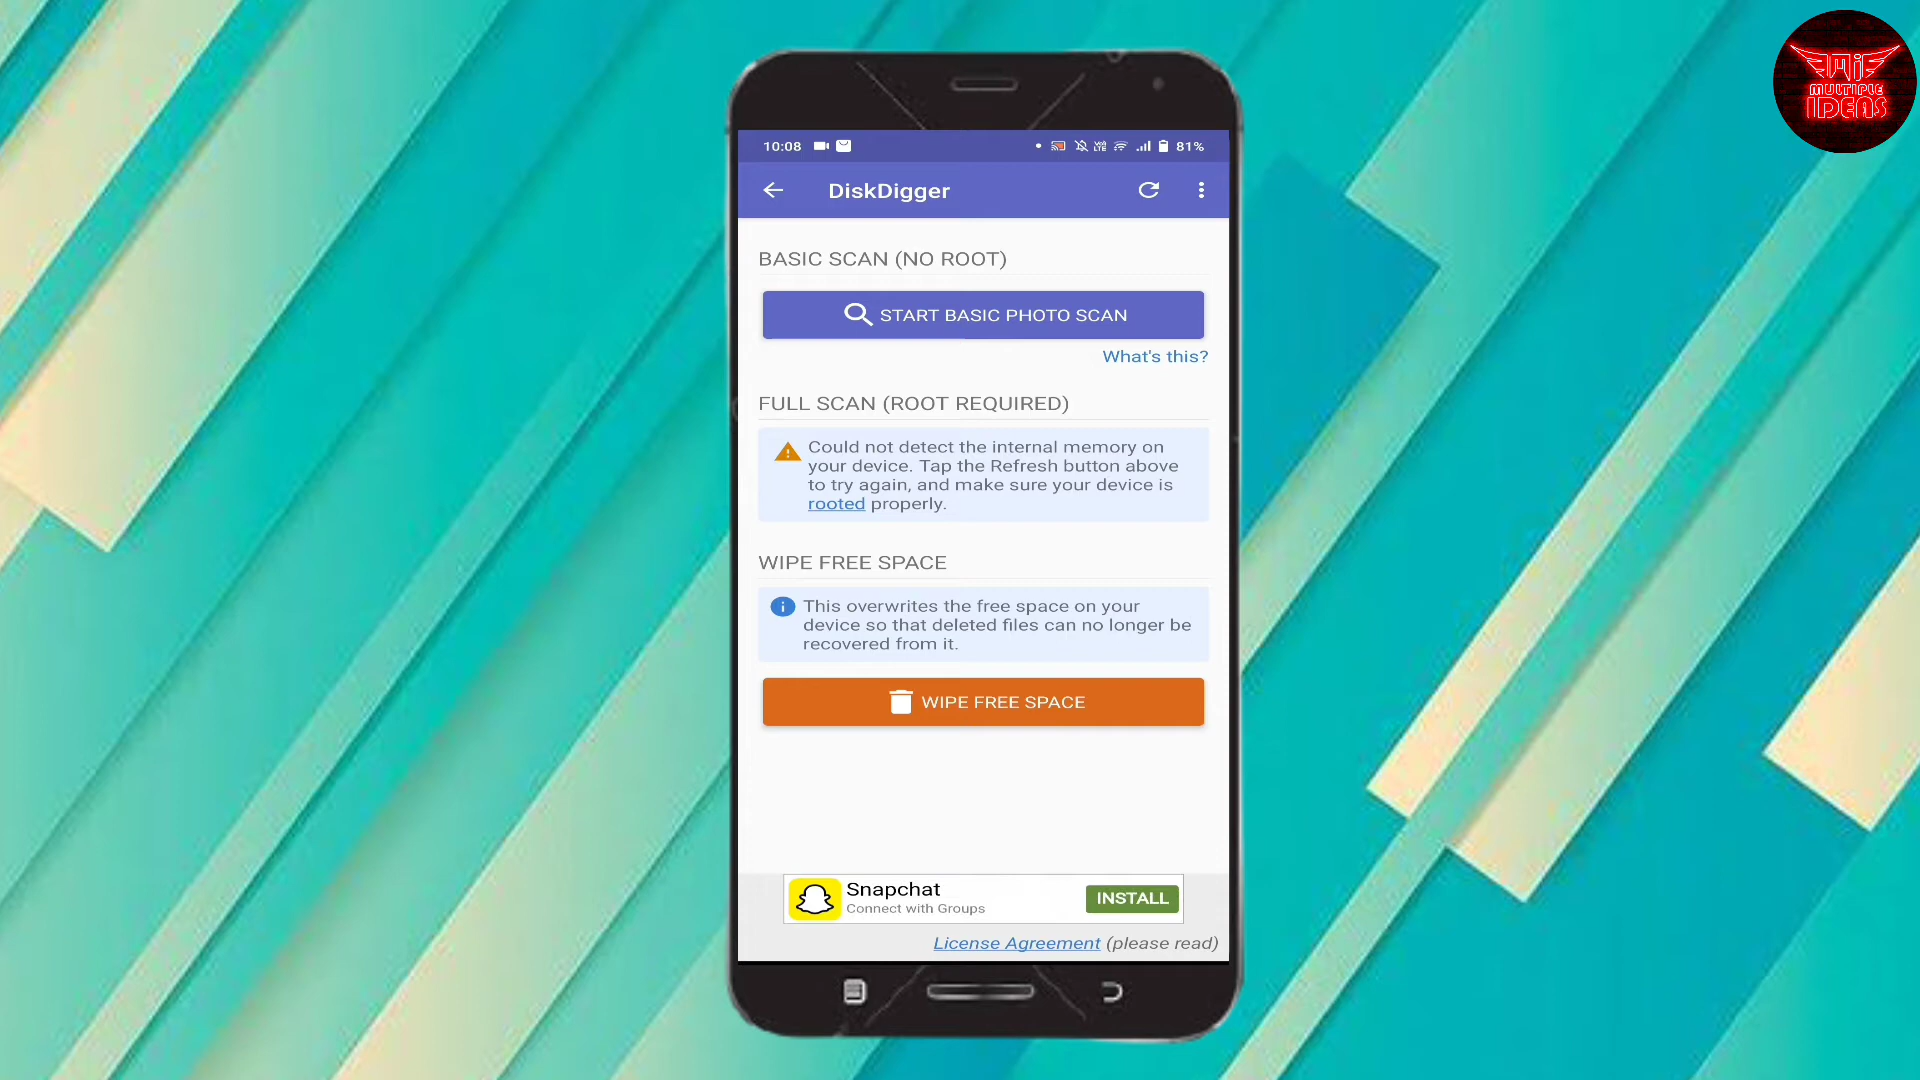 MI
MULTIPLE
IDEAS
10:08
81%
DiskDigger
BASIC SCAN (NO ROOT)
START BASIC PHOTO SCAN
What's this?
FULL SCAN (ROOT REQUIRED)
Could not detect the internal memory on
your device. Tap the Refresh button above
to try again, and make sure your device is
rooted properly.
WIPE FREE SPACE
This overwrites the free space on your
device so that deleted files can no longer be
recovered from it.
WIPE FREE SPACE
Snapchat
Connect with Groups
INSTALL
License Agreement (please read)